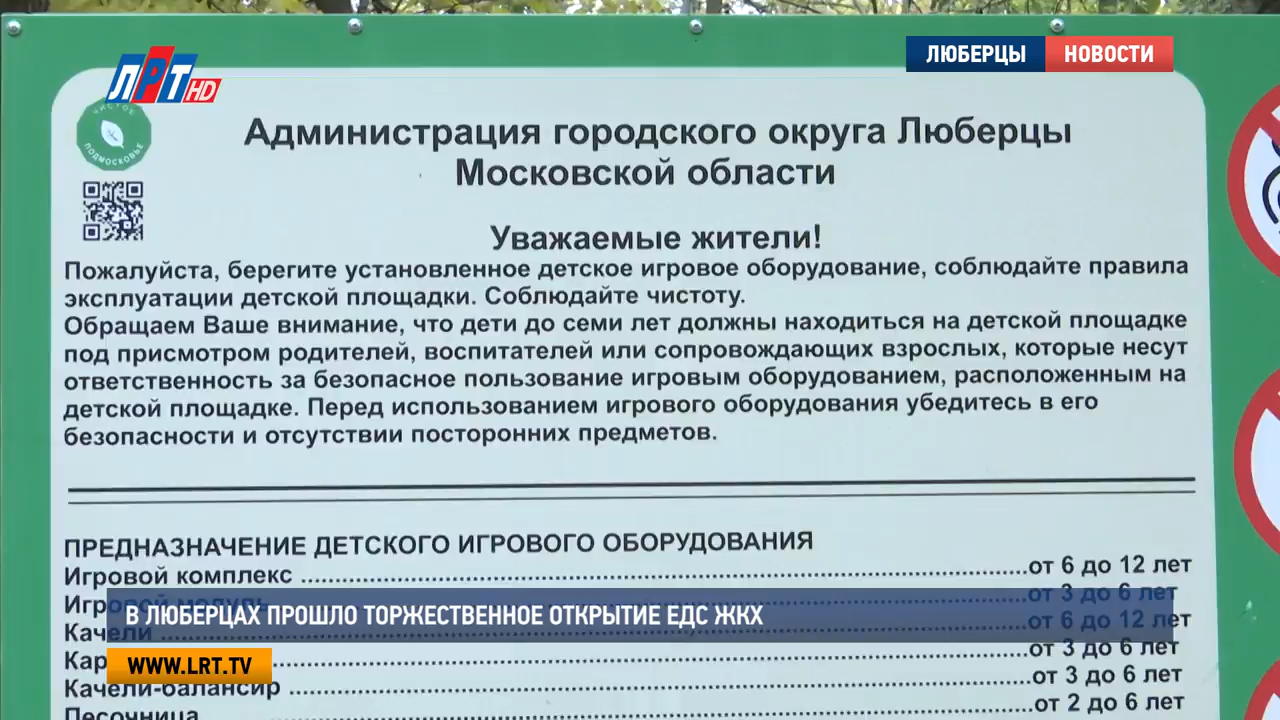 ЛРТ HD
ЛЮБЕРЦЫ НОВОСТИ
ЧИСТОЕ
ПОДМОСКОВЬЕ
Администрация городского округа Люберцы
Московской области
Уважаемые жители!
Пожалуйста, берегите установленное детское игровое оборудование, соблюдайте правила
эксплуатации детской площадки. Соблюдайте чистоту.
Обращаем Ваше внимание, что дети до семи лет должны находиться на детской площадке
под присмотром родителей, воспитателей или сопровождающих взрослых, которые несут
ответственность за безопасное пользование игровым оборудованием, расположенным на
детской площадке. Перед использованием игрового оборудования убедитесь в его
безопасности и отсутствии посторонних предметов.
ПРЕДНАЗНАЧЕНИЕ ДЕТСКОГО ИГРОВОГО ОБОРУДОВАНИЯ
Игровой комплекс ... от 6 до 12 лет
Игровой модуль ... от 3 до 6 лет
В ЛЮБЕРЦАХ ПРОШЛО ТОРЖЕСТВЕННОЕ ОТКРЫТИЕ ЕДС ЖКХ
Качели ... от 6 до 12 лет
от 3 до 6 лет
WWW.LRT.TV
Качели-балансир ... от 3 до 6 лет
Песочница ... от 2 до 6 лет